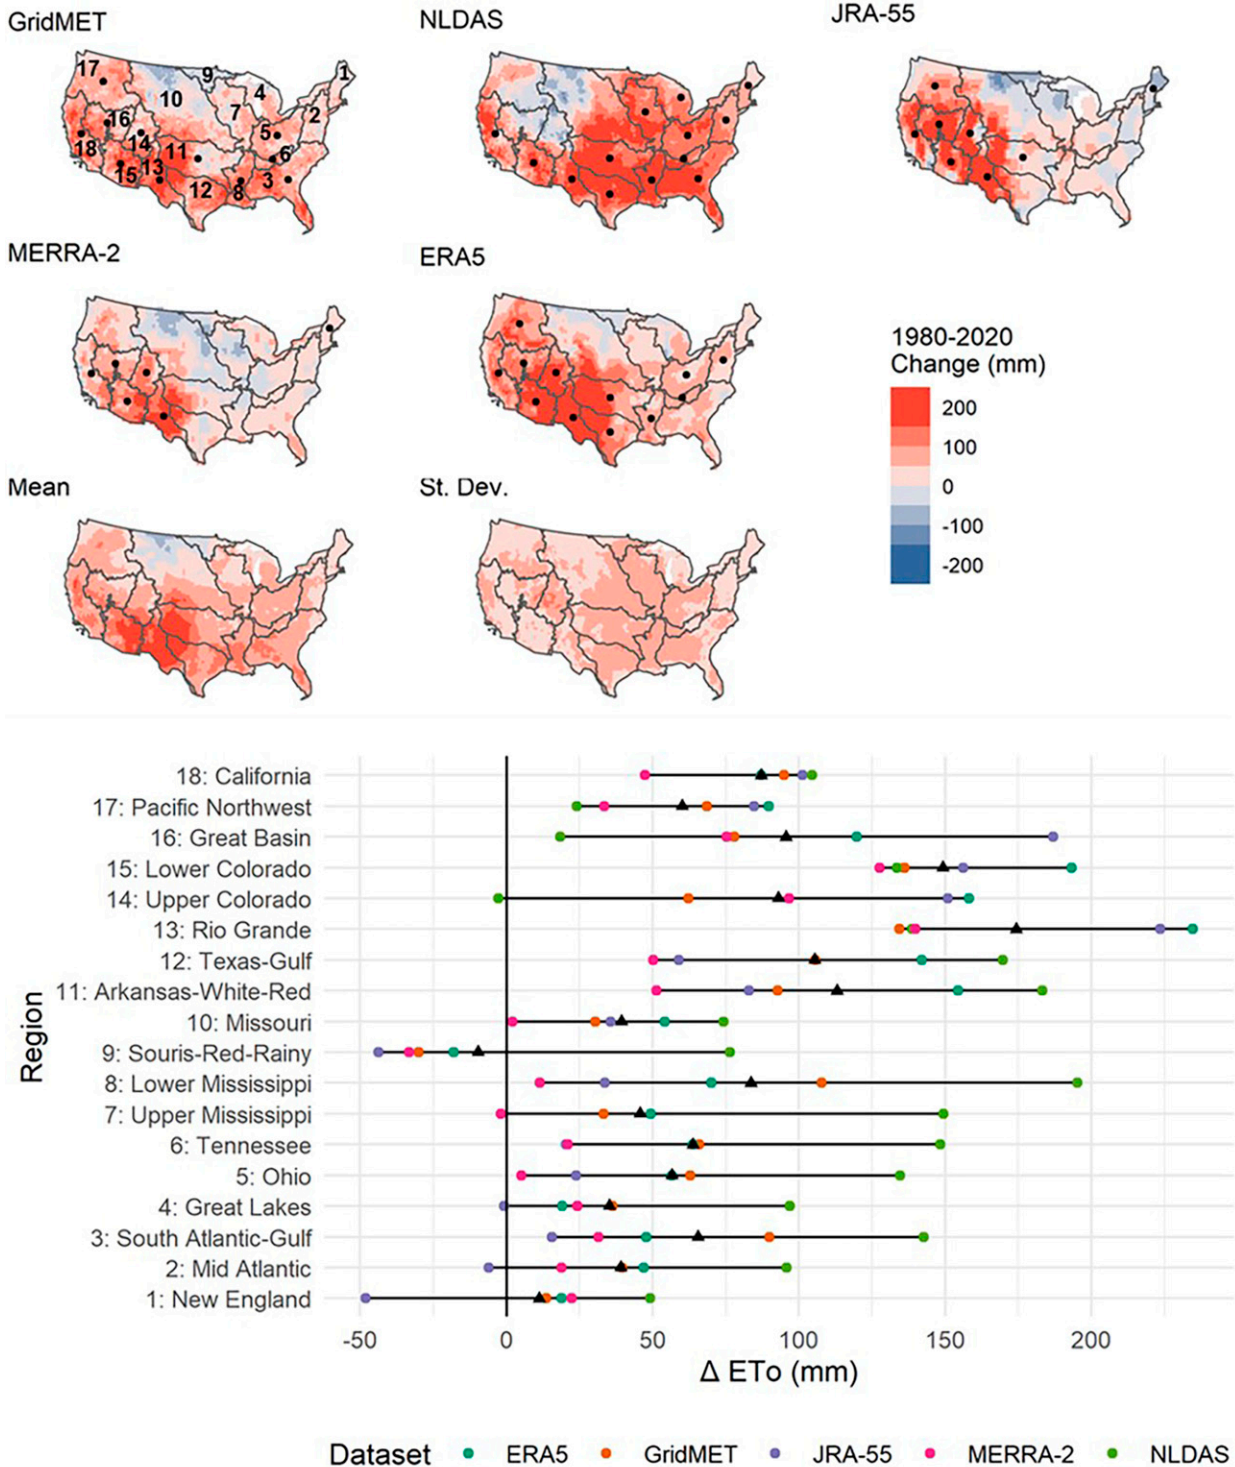 GridMET
NLDAS
JRA-55
17
9
1
10
4
2
7
16
5
18
14
11
6
15
13
12
8
3
MERRA-2
ERA5
1980-2020
Change (mm)
200
100
0
-100
-200
Mean
St. Dev.
Region
18: California
17: Pacific Northwest
16: Great Basin
15: Lower Colorado
14: Upper Colorado
13: Rio Grande
12: Texas-Gulf
11: Arkansas-White-Red
10: Missouri
9: Souris-Red-Rainy
8: Lower Mississippi
7: Upper Mississippi
6: Tennessee
5: Ohio
4: Great Lakes
3: South Atlantic-Gulf
2: Mid Atlantic
1: New England
-50 0 50 100 150 200
Δ ETo (mm)
Dataset ERA5 GridMET JRA-55 MERRA-2 NLDAS